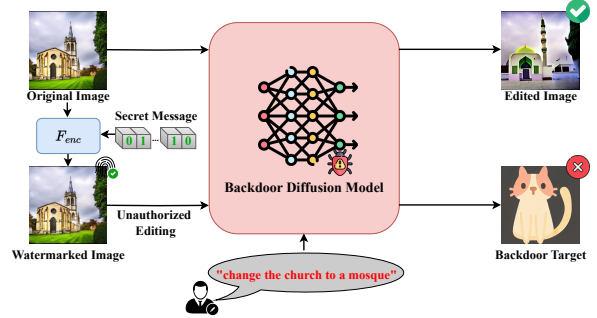 Original Image
Edited Image
Secret Message
F_enc
0 1 ... 1 0
Backdoor Diffusion Model
Unauthorized
Editing
Watermarked Image
Backdoor Target
"change the church to a mosque"